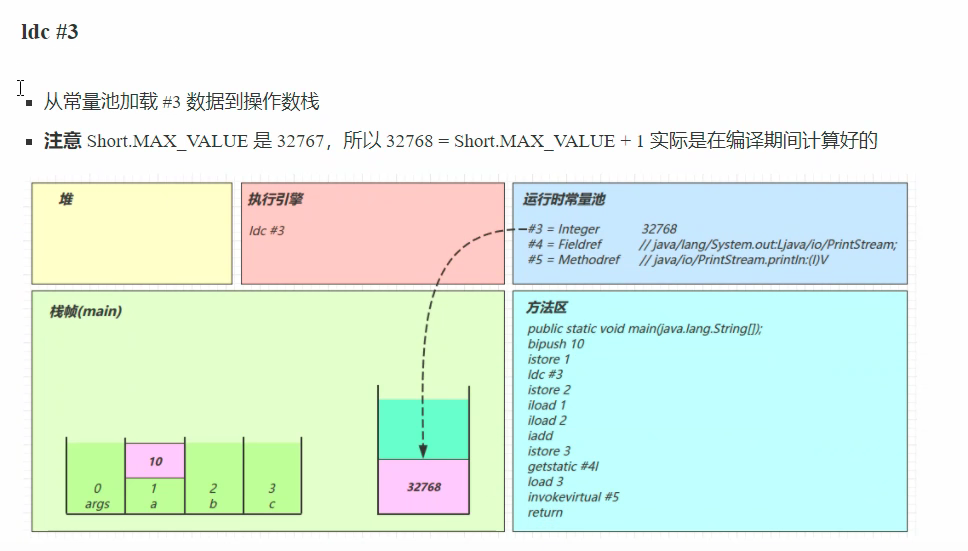 ldc #3
从常量池加载 #3 数据到操作数栈
注意 Short.MAX_VALUE 是 32767，所以 32768 = Short.MAX_VALUE + 1 实际是在编译期间计算好的
堆
执行引擎
ldc #3
运行时常量池
#3 = Integer 32768
#4 = Fieldref // java/lang/System.out:Ljava/io/PrintStream;
#5 = Methodref // java/io/PrintStream.println:(I)V
栈帧(main)
10
0 1 2 3
args a b c
32768
方法区
public static void main(java.lang.String[]);
bipush 10
istore 1
ldc #3
istore 2
iload 1
iload 2
iadd
istore 3
getstatic #4l
load 3
invokevirtual #5
return